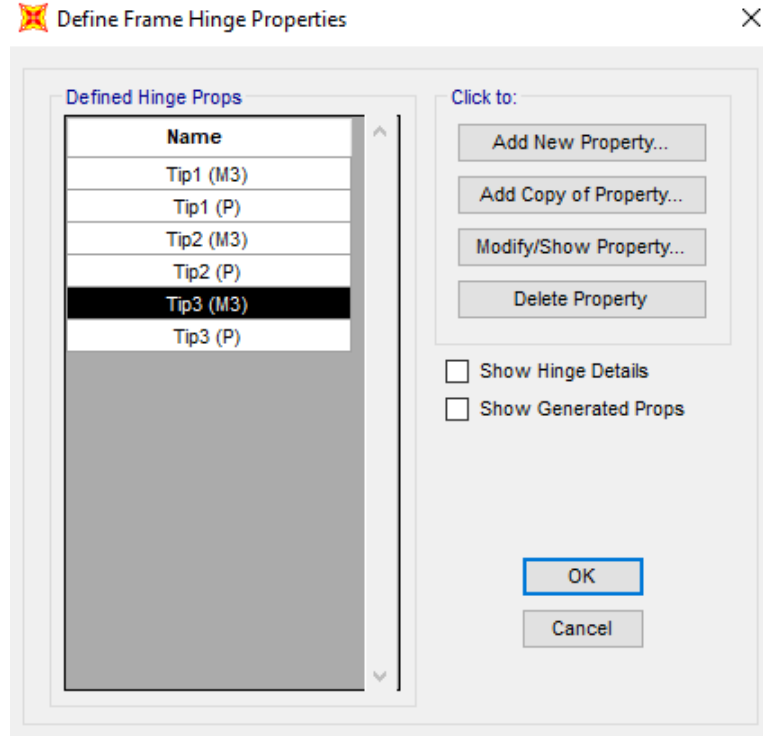 Define Frame Hinge Properties
Defined Hinge Props
Name
Tip1 (M3)
Tip1 (P)
Tip2 (M3)
Tip2 (P)
Tip3 (M3)
Tip3 (P)
Click to:
Add New Property...
Add Copy of Property...
Modify/Show Property...
Delete Property
Show Hinge Details
Show Generated Props
OK
Cancel